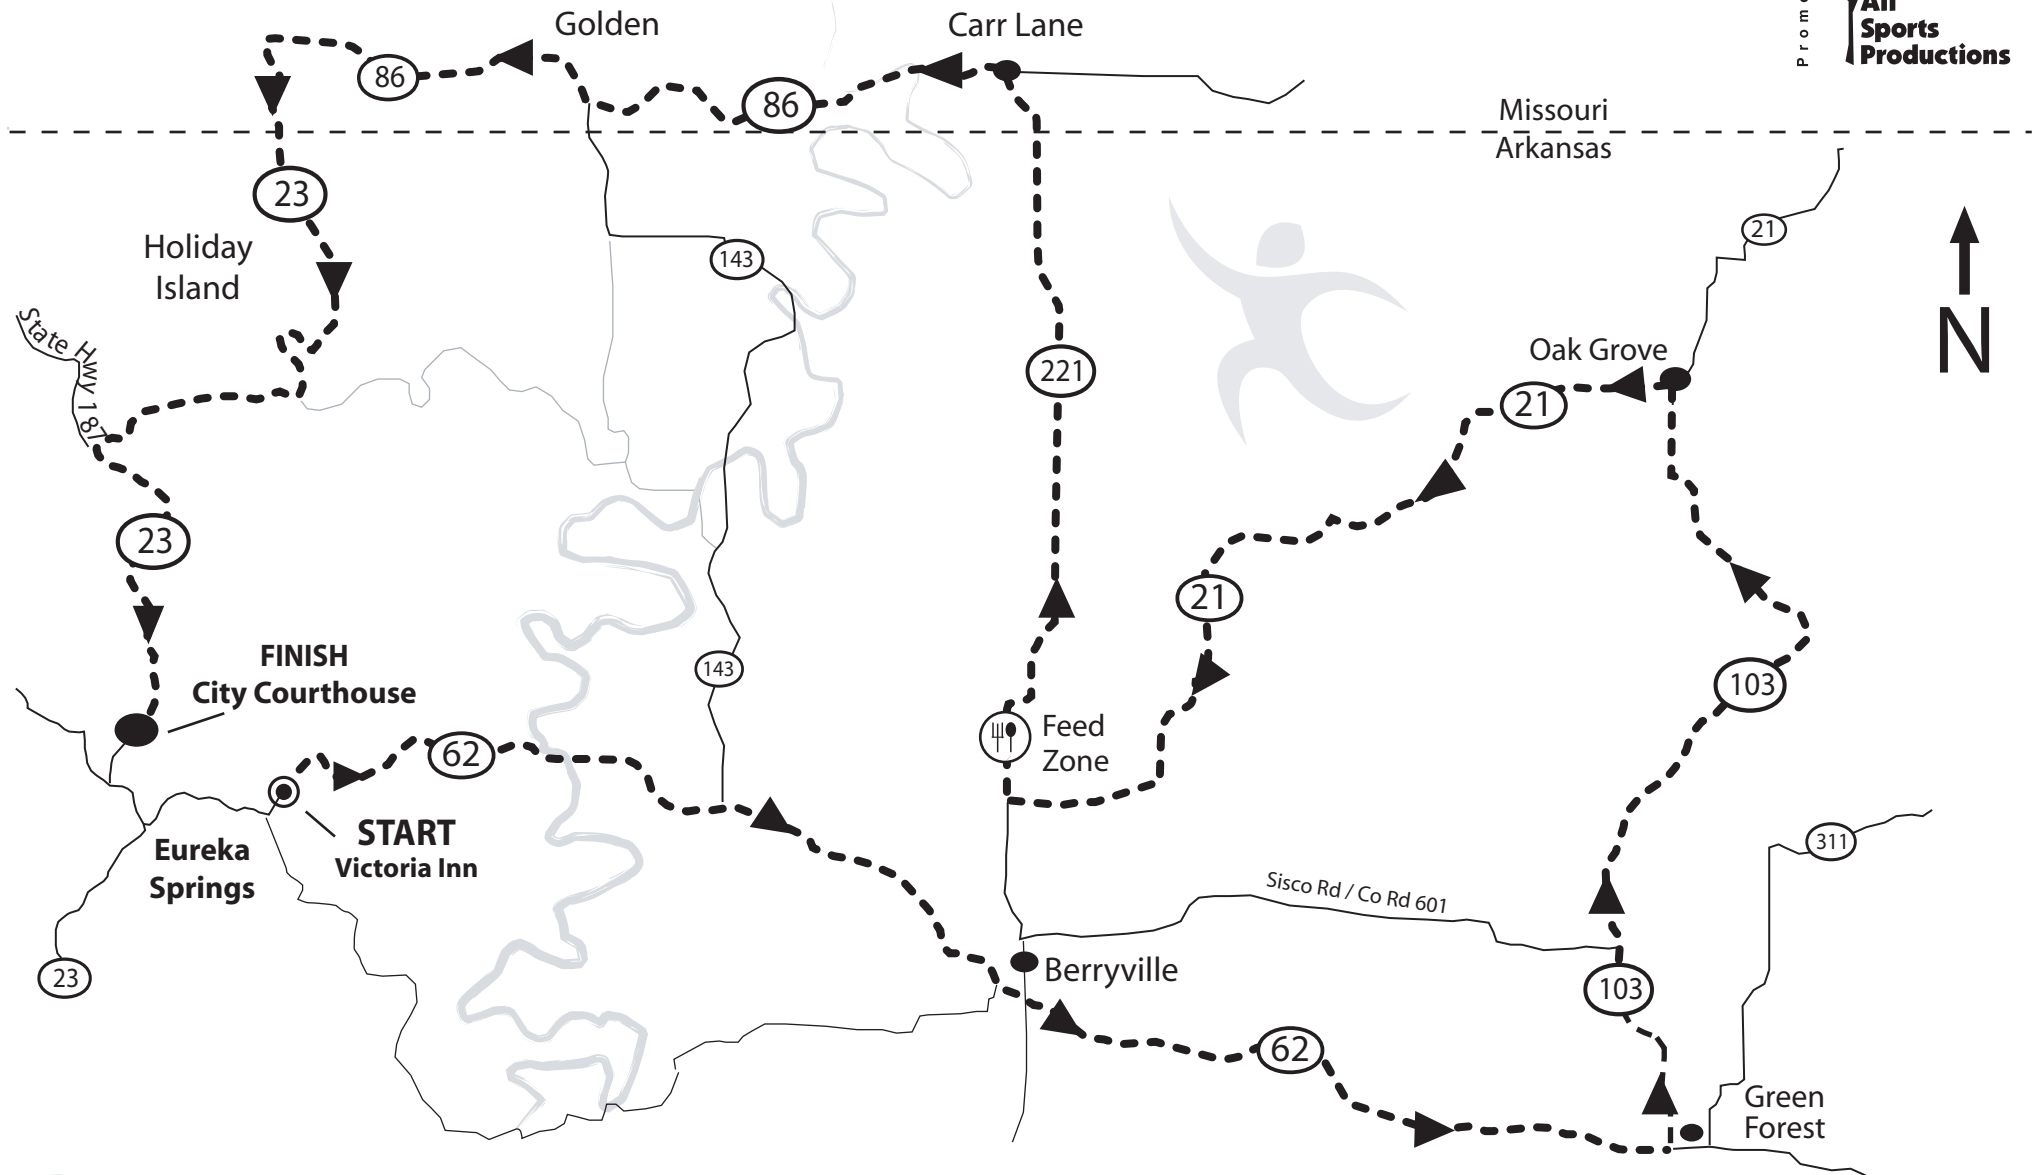 Golden
Carr Lane
Prom
All
Sports
Productions
86
86
Missouri
Arkansas
23
Holiday
Island
143
21
N
State Hwy 187
221
Oak Grove
21
21
23
FINISH
City Courthouse
143
103
62
Feed
Zone
START
Victoria Inn
Eureka
Springs
311
Sisco Rd / Co Rd 601
23
Berryville
103
62
Green
Forest